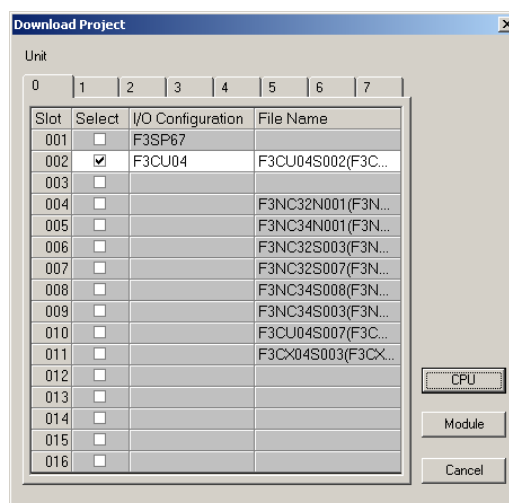 Download Project
Unit
0 1 2 3 4 5 6 7
Slot Select I/O Configuration File Name
001 F3SP67
002 F3CU04 F3CU04S002(F3C...
003
004 F3NC32N001(F3N...
005 F3NC34N001(F3N...
006 F3NC32S003(F3N...
007 F3NC32S007(F3N...
008 F3NC34S008(F3N...
009 F3NC34S003(F3N...
010 F3CU04S007(F3C...
011 F3CX04S003(F3CX...
012
013
014
015
016
CPU
Module
Cancel